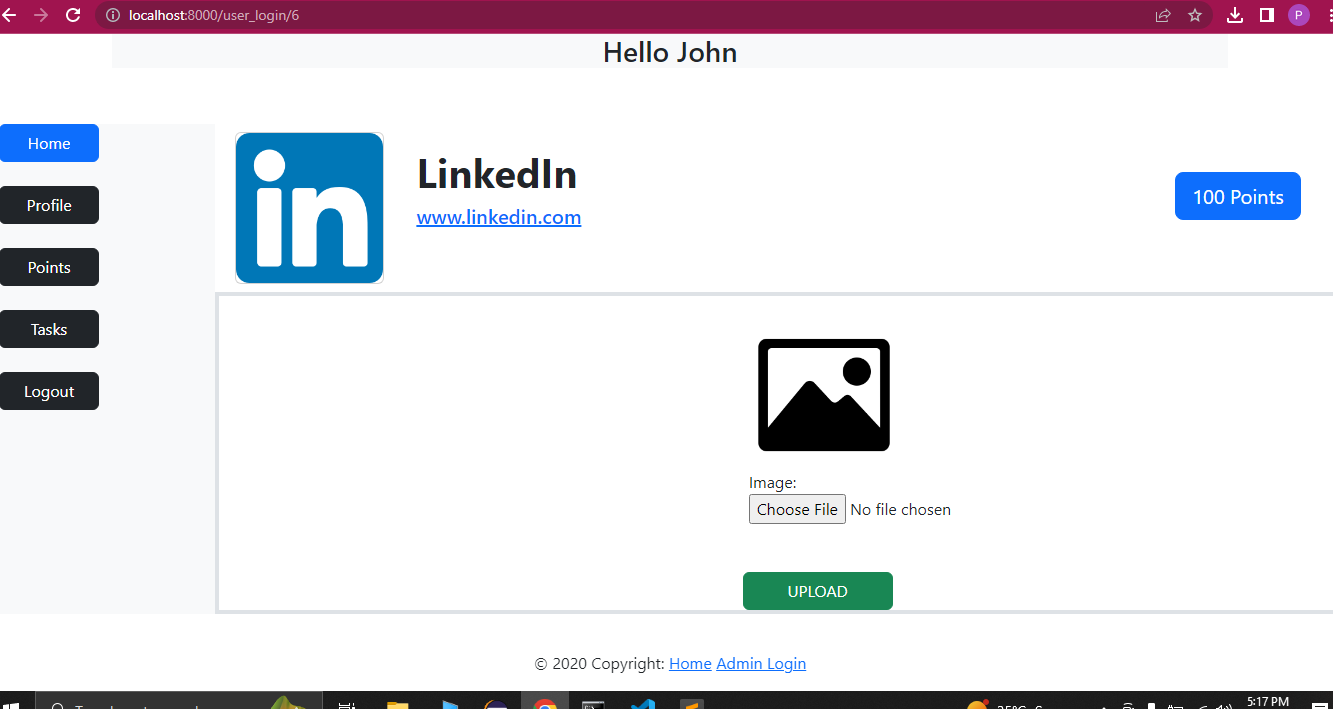 localhost:8000/user_login/6
P
Hello John
Home
Profile
Points
Tasks
Logout
in
LinkedIn
www.linkedin.com
100 Points
Image:
Choose File No file chosen
UPLOAD
© 2020 Copyright: Home Admin Login
5:17 PM